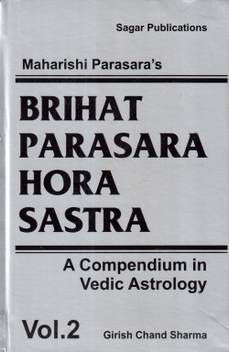 Sagar Publications
Maharishi Parasara's
BRIHAT
PARASARA
HORA
SASTRA
A Compendium in
Vedic Astrology
Vol.2 Girish Chand Sharma